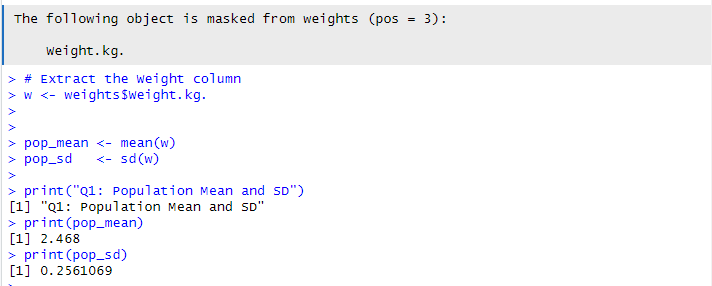 The following object is masked from weights (pos = 3):
Weight.kg.
> # Extract the Weight column
> w <- weights$Weight.kg.
>
>
> pop_mean <- mean(w)
> pop_sd   <- sd(w)
>
> print("Q1: Population Mean and SD")
[1] "Q1: Population Mean and SD"
> print(pop_mean)
[1] 2.468
> print(pop_sd)
[1] 0.2561069
>